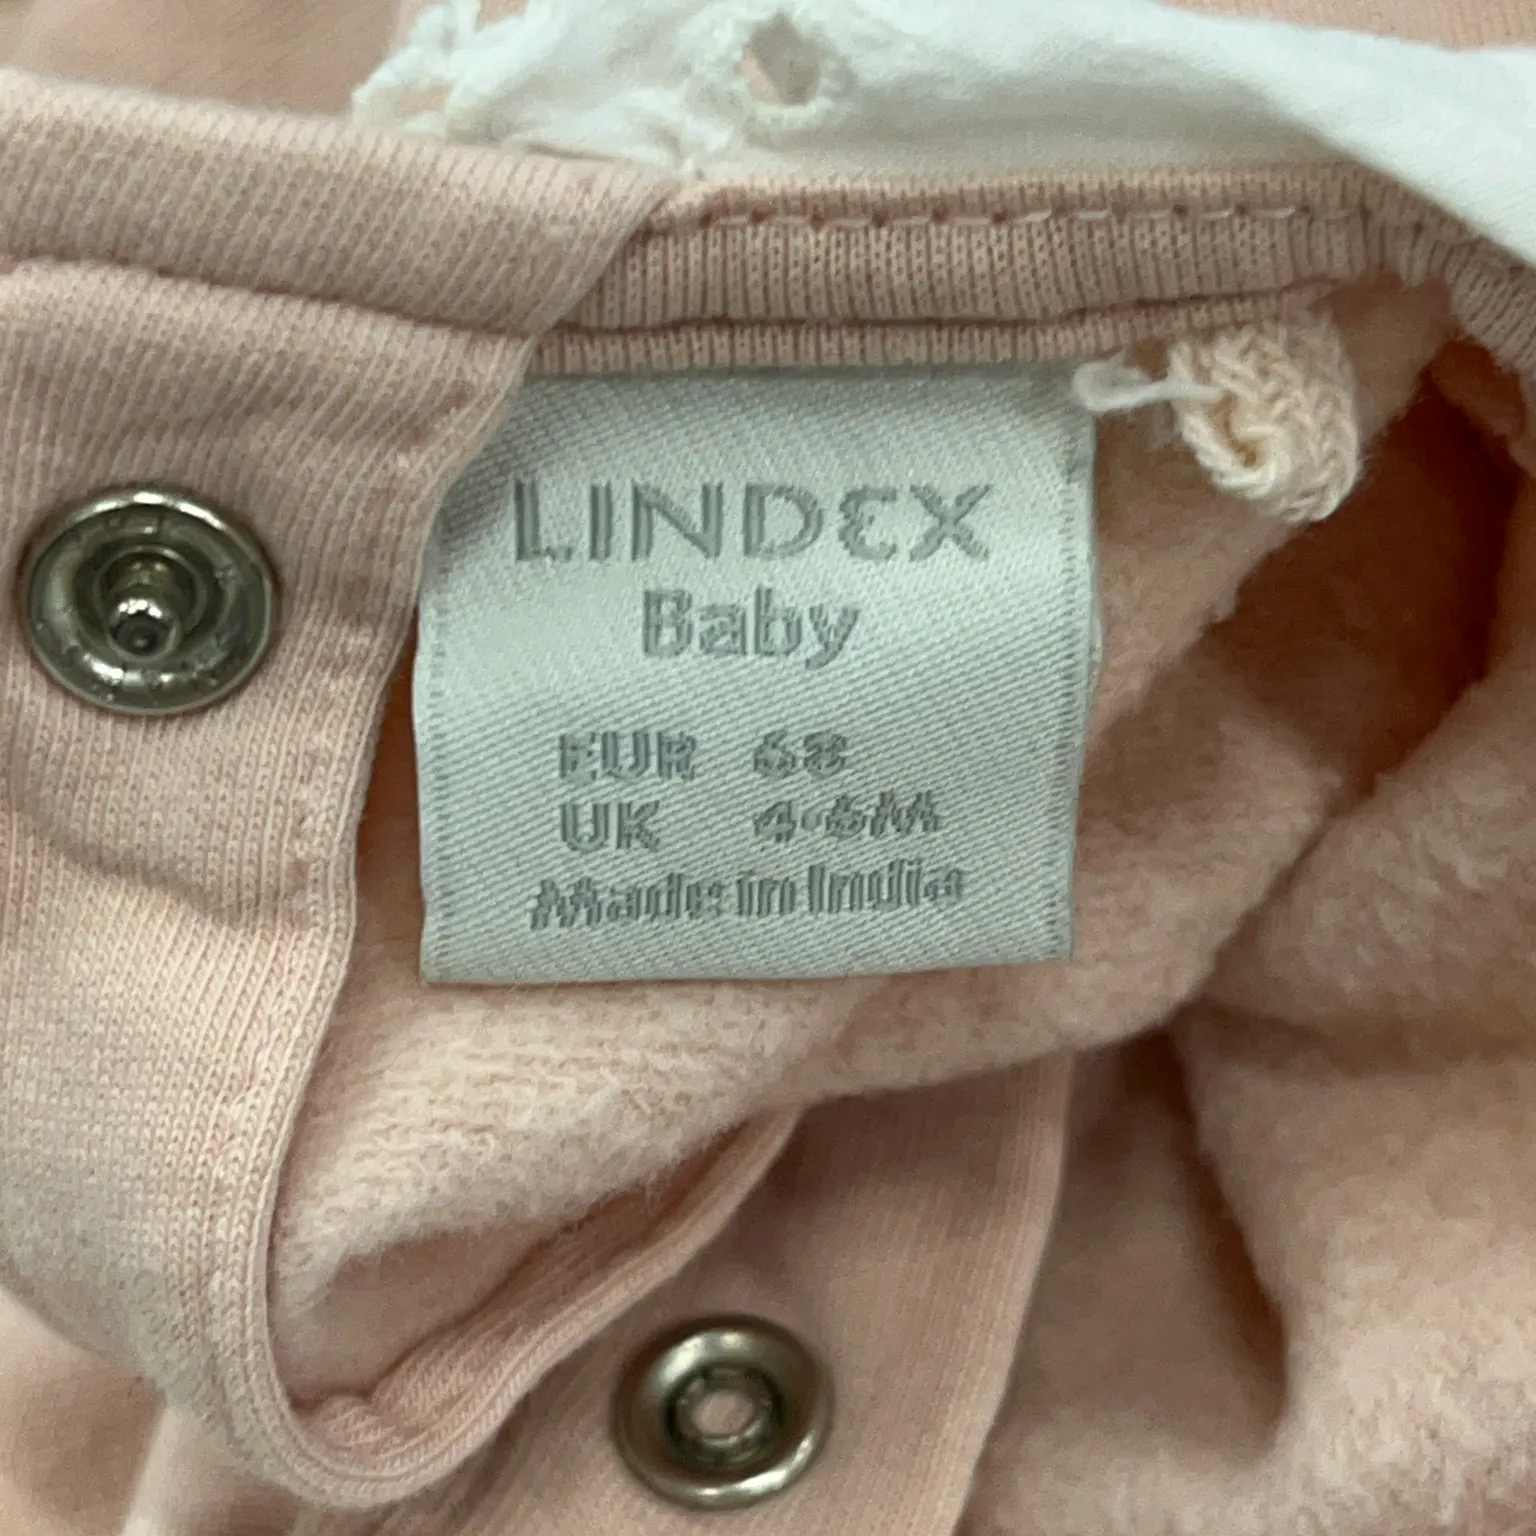 LINDEX
Baby
EUR 68
UK 4-6M
Made in India